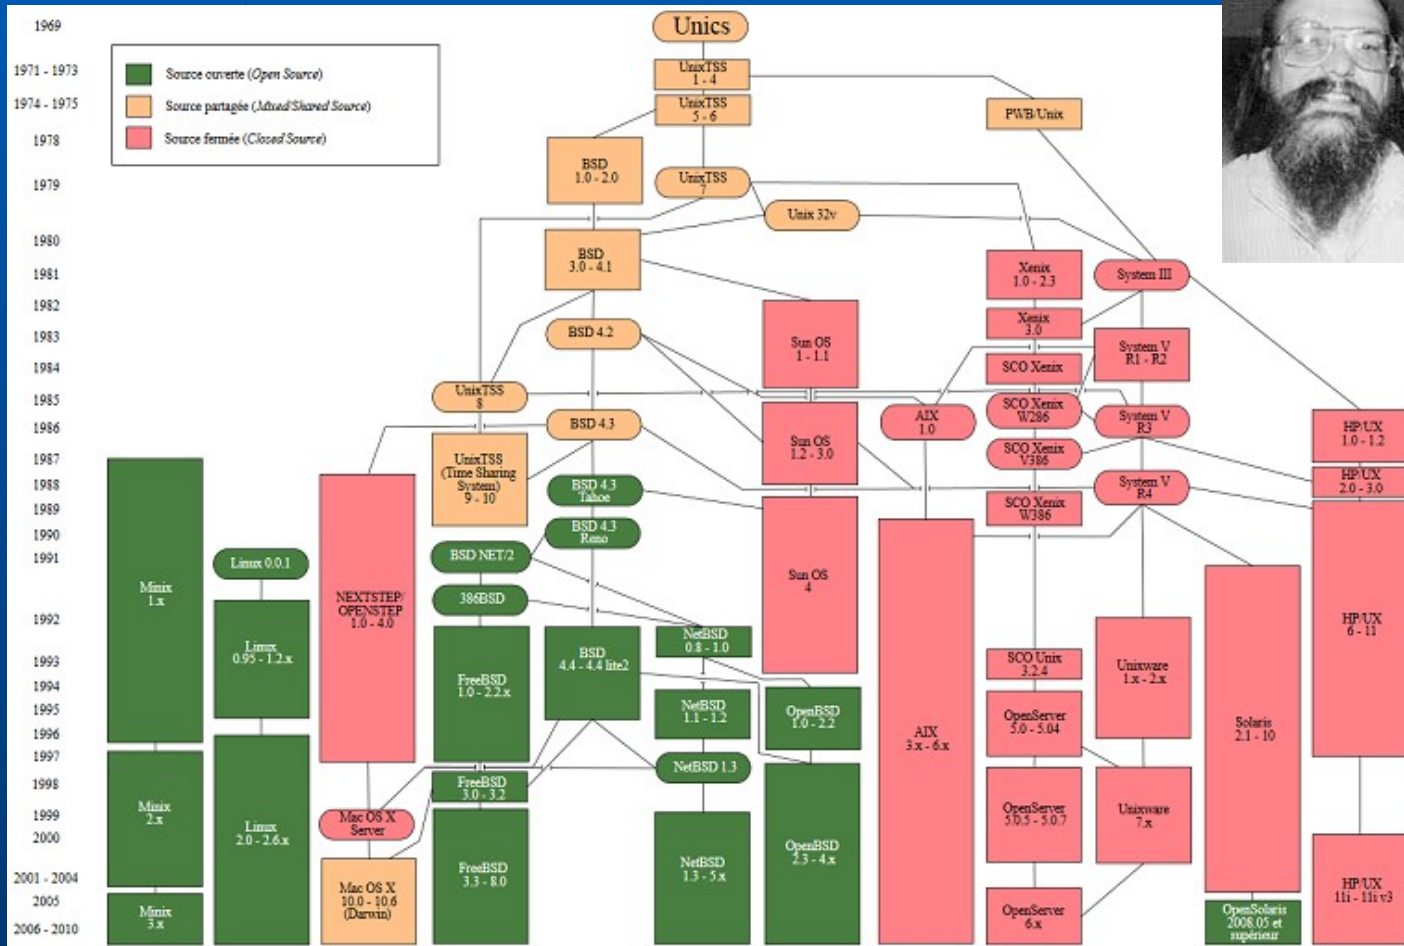 1969
1971 - 1973
1974 - 1975
1978
1979
1980
1981
1982
1983
1984
1985
1986
1987
1988
1989
1990
1991
1992
1993
1994
1995
1996
1997
1998
1999
2000
2001 - 2004
2005
2006 - 2010
Source ouverte (Open Source)
Source partagée (Mixed/Shared Source)
Source fermée (Closed Source)
Unics
UnixTSS
1 - 4
UnixTSS
5 - 6
PWB/Unix
BSD
1.0 - 2.0
UnixTSS
7
Unix 32v
BSD
3.0 - 4.1
Xenix
1.0 - 2.3
System III
Xenix
3.0
BSD 4.2
Sun OS
1 - 1.1
System V
R1 - R2
SCO Xenix
UnixTSS
8
SCO Xenix
W286
AIX
1.0
System V
R3
BSD 4.3
Sun OS
1.2 - 3.0
HP/UX
1.0 - 1.2
SCO Xenix
V386
UnixTSS
(Time Sharing
System)
9 - 10
BSD 4.3
Tahoe
System V
R4
HP/UX
2.0 - 3.0
SCO Xenix
W386
BSD 4.3
Reno
BSD NET/2
Linux 0.0.1
Sun OS
4
Minix
1.x
NEXTSTEP/
OPENSTEP
1.0 - 4.0
386BSD
HP/UX
6 - 11
Linux
0.95 - 1.2.x
NetBSD
0.8 - 1.0
BSD
4.4 - 4.4 lite2
SCO Unix
3.2.4
Unixware
1.x - 2.x
FreeBSD
1.0 - 2.2.x
NetBSD
1.1 - 1.2
OpenBSD
1.0 - 2.2
OpenServer
5.0 - 5.04
AIX
3.x - 6.x
Solaris
2.1 - 10
NetBSD 1.3
FreeBSD
3.0 - 3.2
Minix
2.x
Mac OS X
Server
Linux
2.0 - 2.6.x
OpenServer
5.0.5 - 5.0.7
Unixware
7.x
OpenBSD
2.3 - 4.x
FreeBSD
3.3 - 8.0
NetBSD
1.3 - 5.x
Mac OS X
10.0 - 10.6
(Darwin)
HP/UX
11i - 11i v3
Minix
3.x
OpenServer
6.x
OpenSolaris
2008.05 et
supérieur